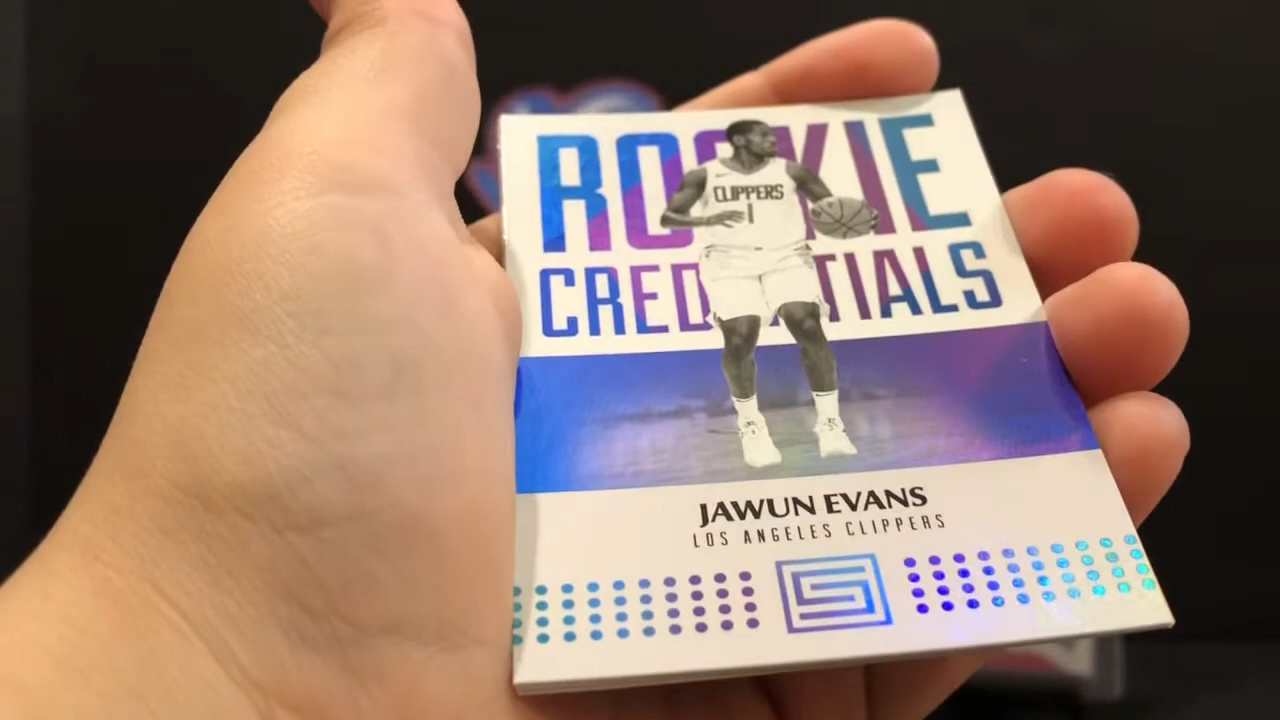 ROOKIE
CREDENTIALS
CLIPPERS
1
JAWUN EVANS
LOS ANGELES CLIPPERS